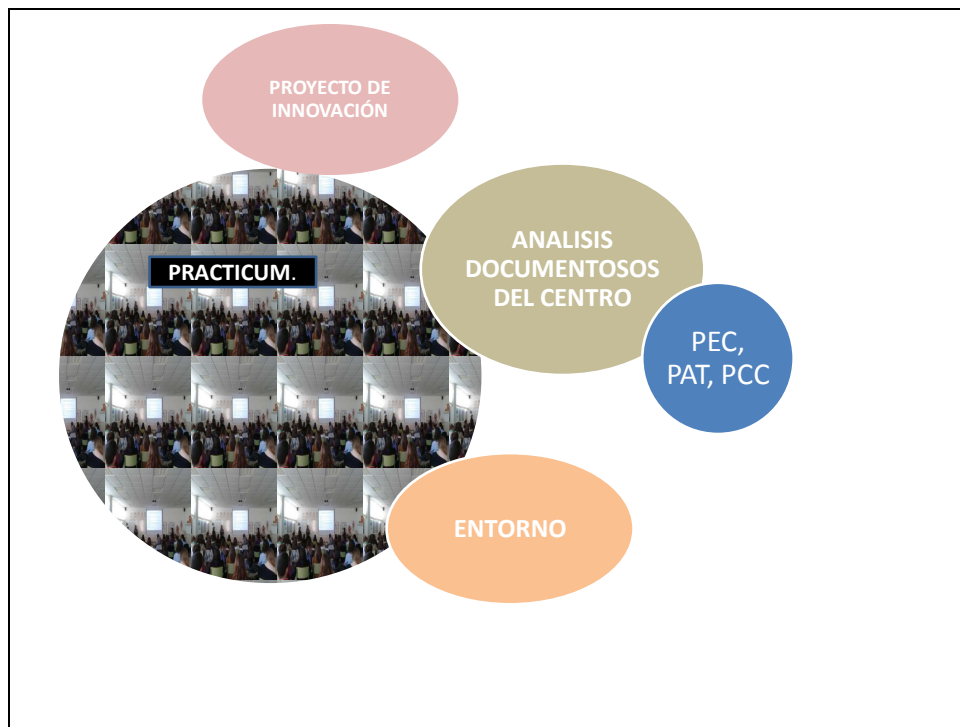 PROYECTO DE
INNOVACIÓN
PRACTICUM.
ANALISIS
DOCUMENTOSOS
DEL CENTRO
PEC,
PAT, PCC
ENTORNO